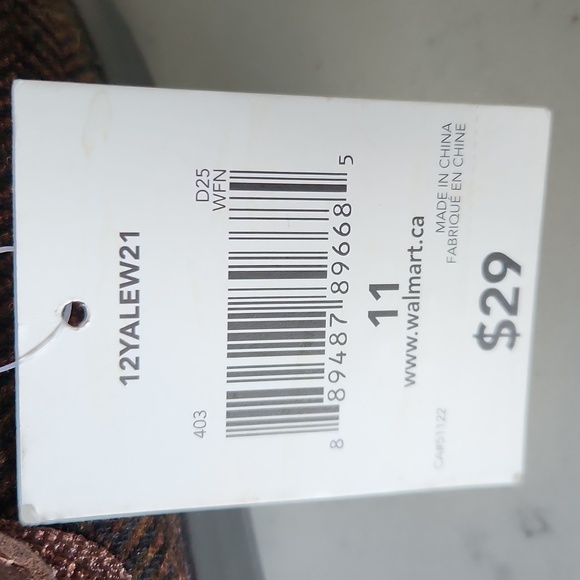 12YALEW21
403
D25
WFN
8 89487 89668 5
11
www.walmart.ca
MADE IN CHINA
FABRIQUÉ EN CHINE
CA#51122
$29